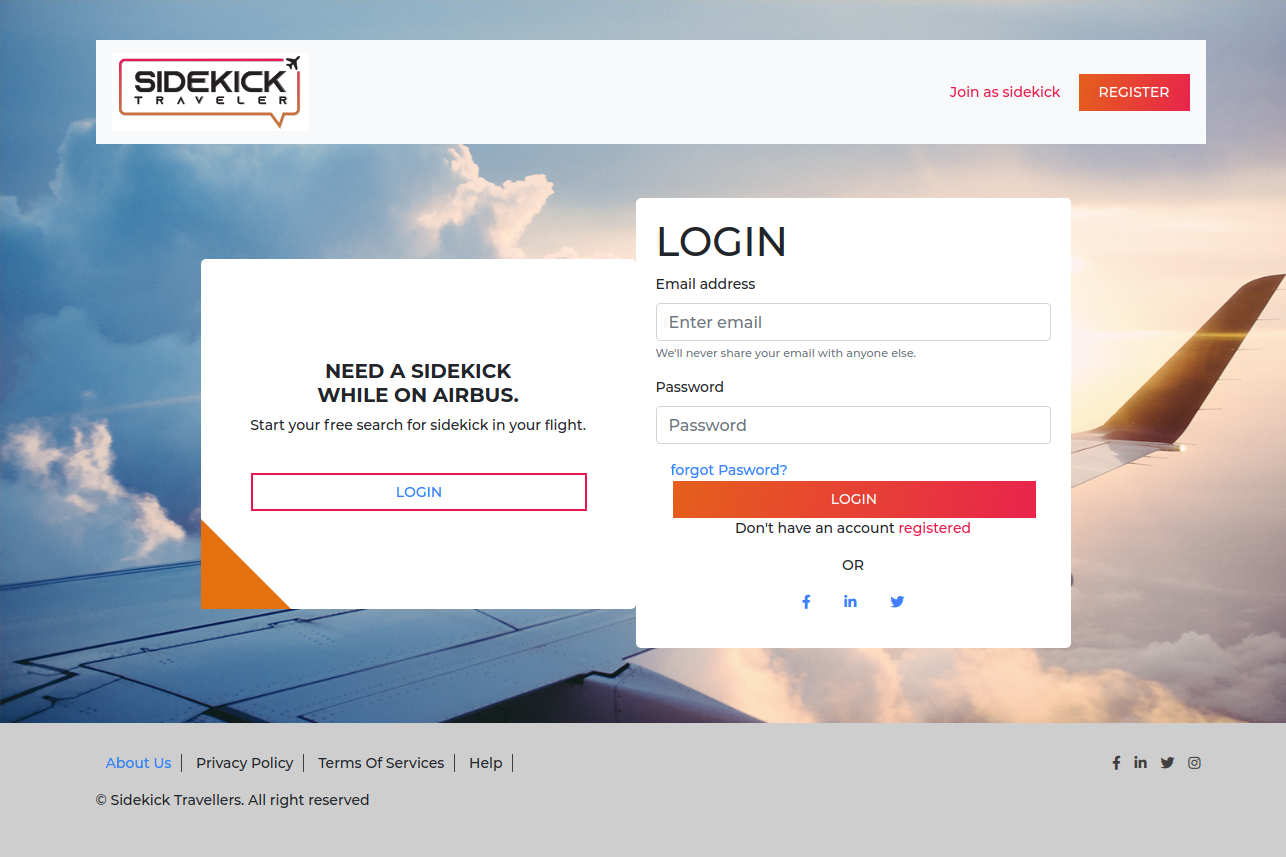 SIDEKICK
TRAVELER
Join as sidekick
REGISTER
NEED A SIDEKICK
WHILE ON AIRBUS.
Start your free search for sidekick in your flight.
LOGIN
LOGIN
Email address
Enter email
We'll never share your email with anyone else.
Password
Password
forgot Pasword?
LOGIN
Don't have an account registered
OR
About Us
Privacy Policy
Terms Of Services
Help
© Sidekick Travellers. All right reserved